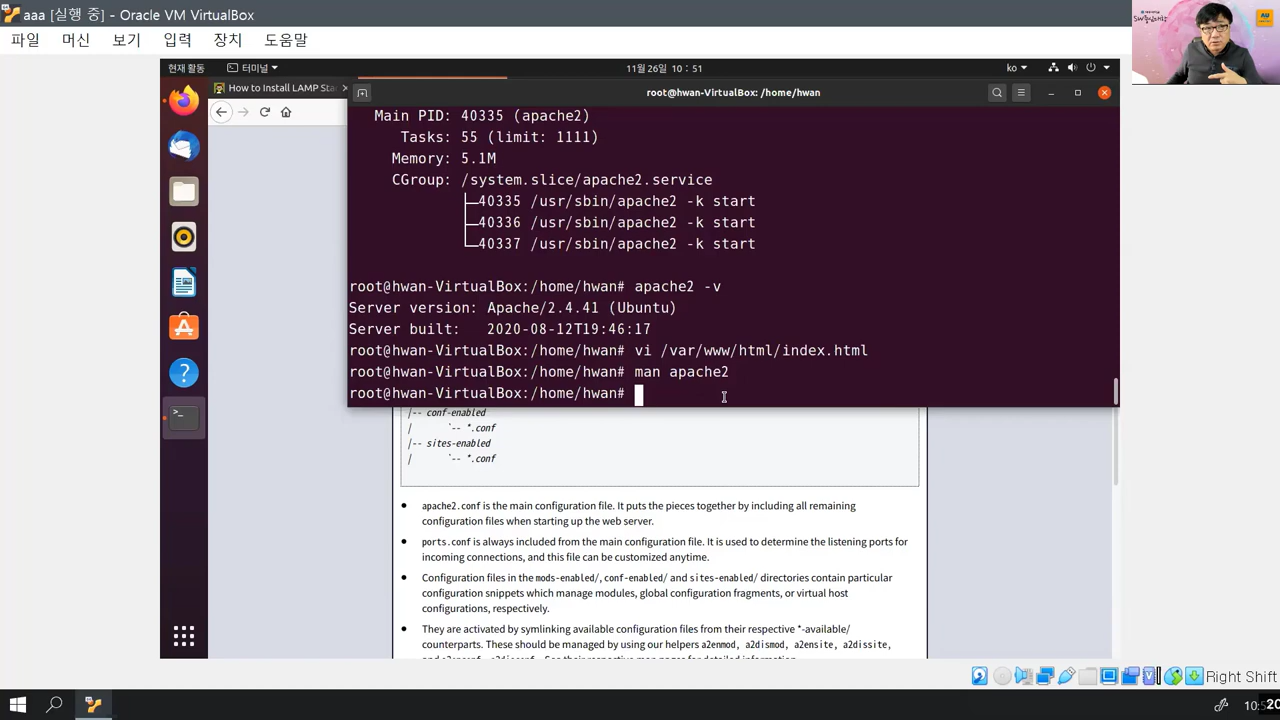 aaa [실행 중] - Oracle VM VirtualBox
파일 머신 보기 입력 장치 도움말
현재 활동 터미널 11월 26일 10 : 51 ko
How to Install LAMP Sta
root@hwan-VirtualBox: /home/hwan
Main PID: 40335 (apache2)
Tasks: 55 (limit: 1111)
Memory: 5.1M
CGroup: /system.slice/apache2.service
├─40335 /usr/sbin/apache2 -k start
├─40336 /usr/sbin/apache2 -k start
└─40337 /usr/sbin/apache2 -k start
root@hwan-VirtualBox:/home/hwan# apache2 -v
Server version: Apache/2.4.41 (Ubuntu)
Server built:   2020-08-12T19:46:17
root@hwan-VirtualBox:/home/hwan# vi /var/www/html/index.html
root@hwan-VirtualBox:/home/hwan# man apache2
root@hwan-VirtualBox:/home/hwan#
|-- conf-enabled
|       `-- *.conf
|-- sites-enabled
|       `-- *.conf
apache2.conf is the main configuration file. It puts the pieces together by including all remaining
configuration files when starting up the web server.
ports.conf is always included from the main configuration file. It is used to determine the listening ports for
incoming connections, and this file can be customized anytime.
Configuration files in the mods-enabled/, conf-enabled/ and sites-enabled/ directories contain particular
configuration snippets which manage modules, global configuration fragments, or virtual host
configurations, respectively.
They are activated by symlinking available configuration files from their respective *-available/
counterparts. These should be managed by using our helpers a2enmod, a2dismod, a2ensite, a2dissite,
Right Shift